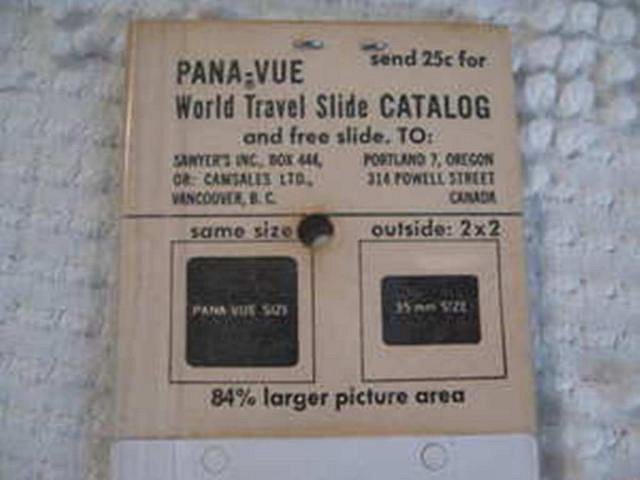 send 25c for
PANA-VUE
World Travel Slide CATALOG
and free slide. TO:
SAWYER'S INC., BOX 444, PORTLAND 7, OREGON
OR: CAMSALES LTD., 314 POWELL STREET
VANCOUVER, B. C. CANADA
same size outside: 2x2
PANA-VUE SIZE 35 mm SIZE
84% larger picture area